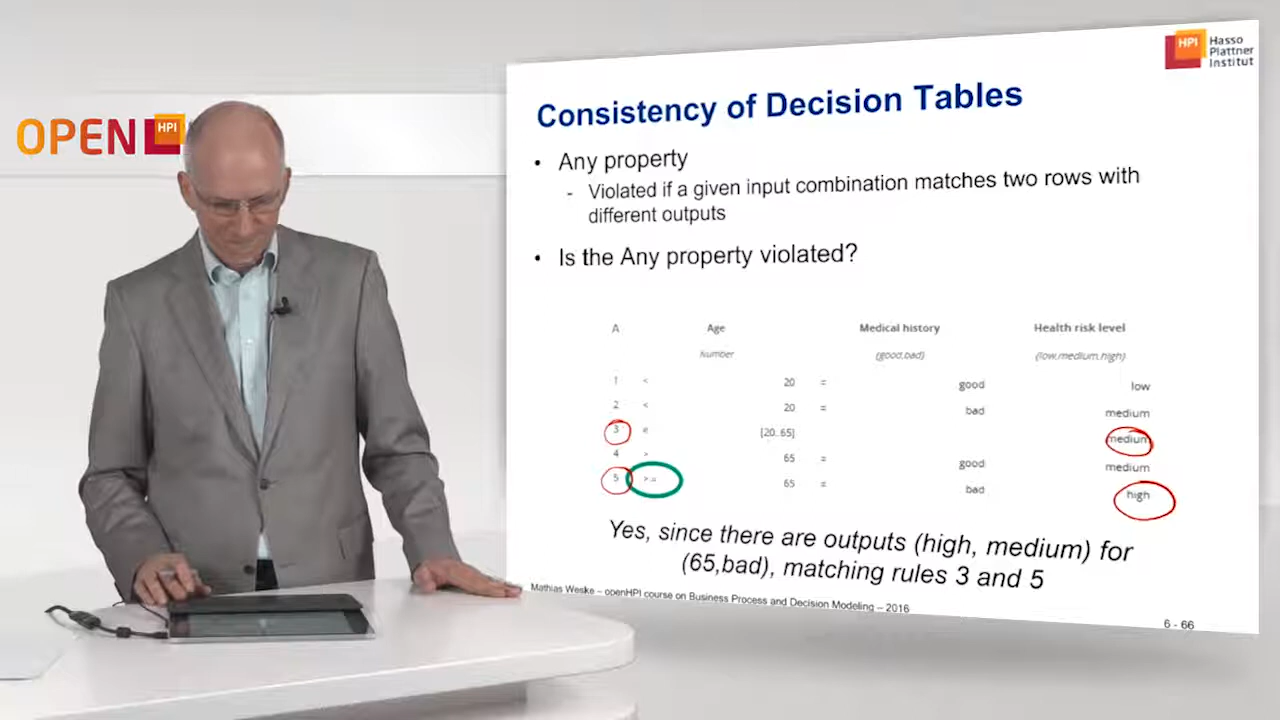 OPEN HPI
HPI Hasso
Plattner
Institut
Consistency of Decision Tables
• Any property
- Violated if a given input combination matches two rows with
different outputs
• Is the Any property violated?
A Age Medical history Health risk level
Number (good,bad) (low,medium,high)
1 < 20 = good low
2 < 20 = bad medium
3 e [20..65] medium
4 > 65 = good medium
5 >= 65 = bad high
Yes, since there are outputs (high, medium) for
(65,bad), matching rules 3 and 5
Mathias Weske – openHPI course on Business Process and Decision Modeling – 2016
6 - 66